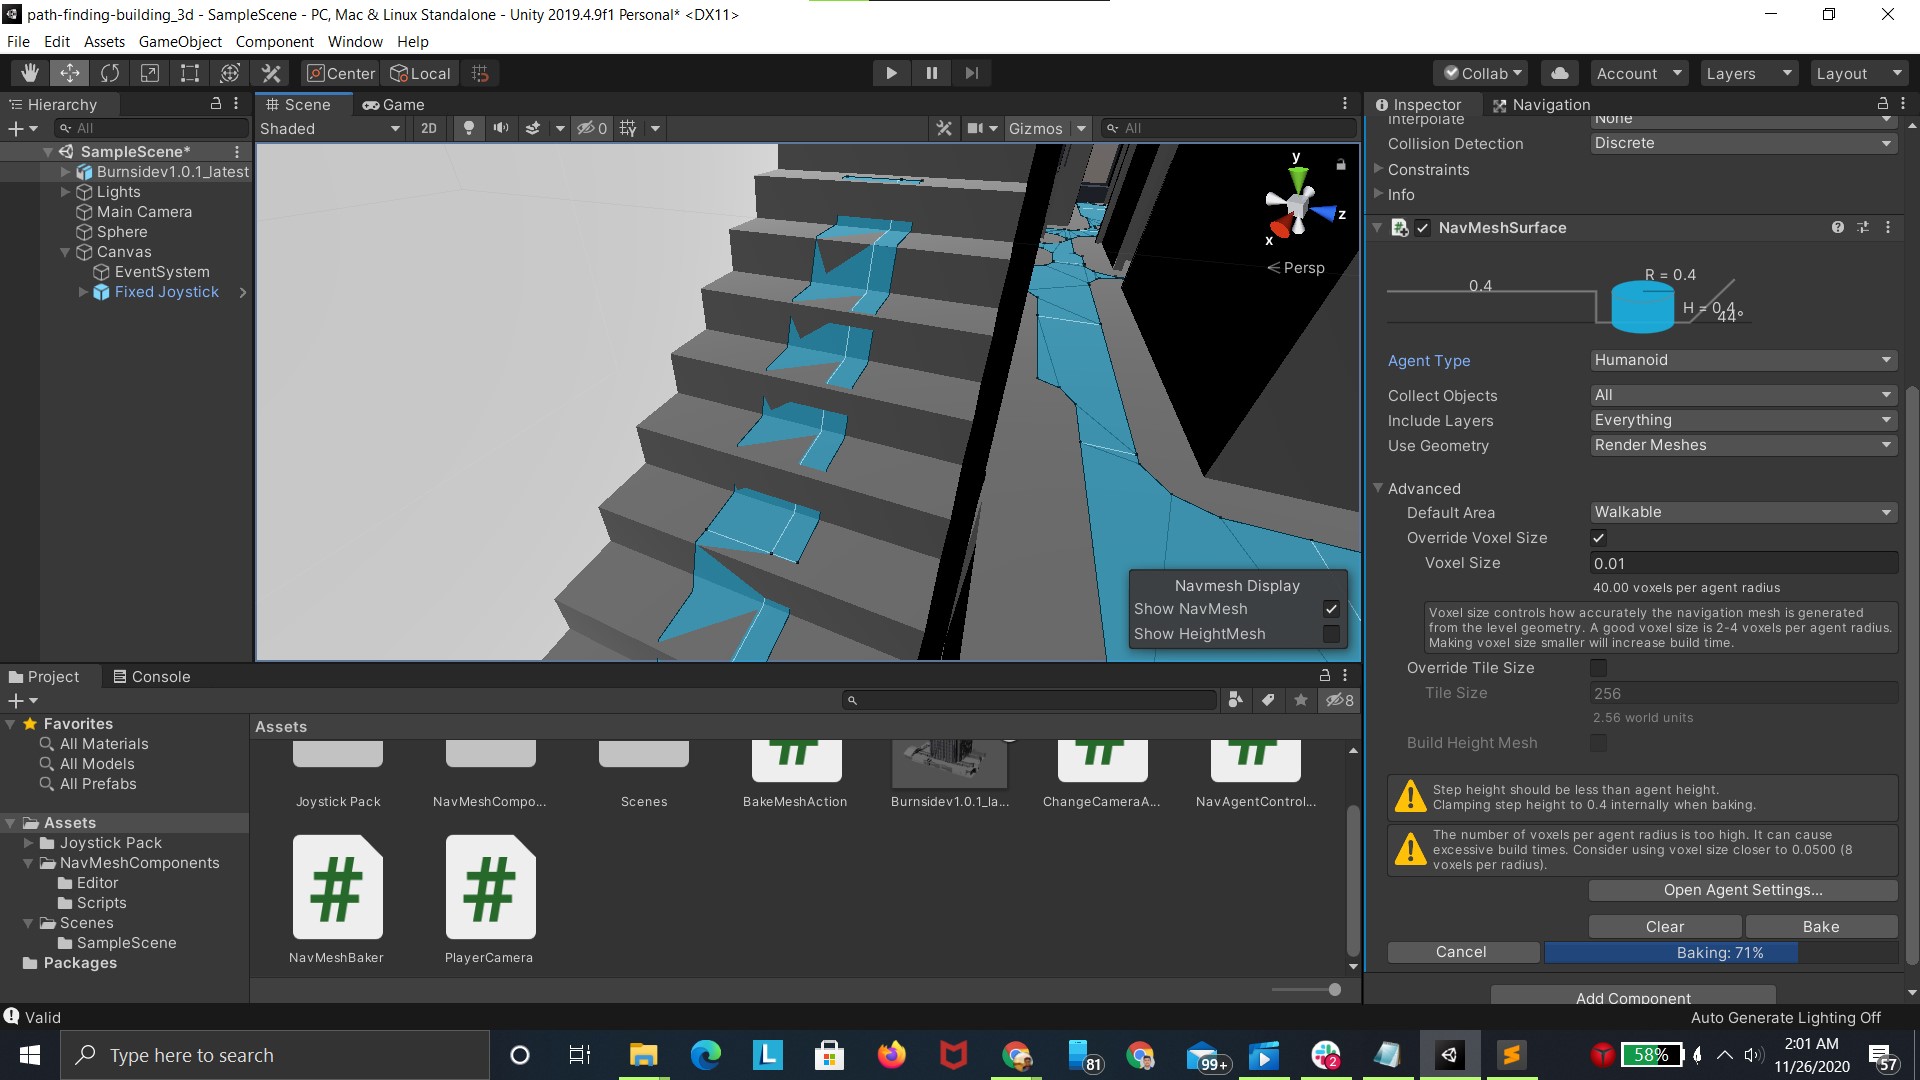 path-finding-building_3d - SampleScene - PC, Mac & Linux Standalone - Unity 2019.4.9f1 Personal* <DX11>
File Edit Assets GameObject Component Window Help
Center Local
Collab Account Layers Layout
Hierarchy
All
SampleScene*
Burnsidev1.0.1_latest
Lights
Main Camera
Sphere
Canvas
EventSystem
Fixed Joystick
Scene Game
Shaded 2D 0 Gizmos All
y
z
x
Persp
Navmesh Display
Show NavMesh
Show HeightMesh
Inspector Navigation
Interpolate None
Collision Detection Discrete
Constraints
Info
NavMeshSurface
R = 0.4
0.4
H = 0.4
44°
Agent Type Humanoid
Collect Objects All
Include Layers Everything
Use Geometry Render Meshes
Advanced
Default Area Walkable
Override Voxel Size
Voxel Size 0.01
40.00 voxels per agent radius
Voxel size controls how accurately the navigation mesh is generated
from the level geometry. A good voxel size is 2-4 voxels per agent radius.
Making voxel size smaller will increase build time.
Override Tile Size
Tile Size 256
2.56 world units
Build Height Mesh
Step height should be less than agent height.
Clamping step height to 0.4 internally when baking.
The number of voxels per agent radius is too high. It can cause
excessive build times. Consider using voxel size closer to 0.0500 (8
voxels per radius).
Open Agent Settings...
Clear Bake
Cancel Baking: 71%
Add Component
Project Console
8
Favorites
All Materials
All Models
All Prefabs
Assets
Joystick Pack
NavMeshComponents
Editor
Scripts
Scenes
SampleScene
Packages
Assets
Joystick Pack NavMeshCompo... Scenes BakeMeshAction Burnsidev1.0.1_la... ChangeCameraA... NavAgentControl...
NavMeshBaker PlayerCamera
Valid
Auto Generate Lighting Off
Type here to search
L
81
99+
2
58%
2:01 AM
11/26/2020
57